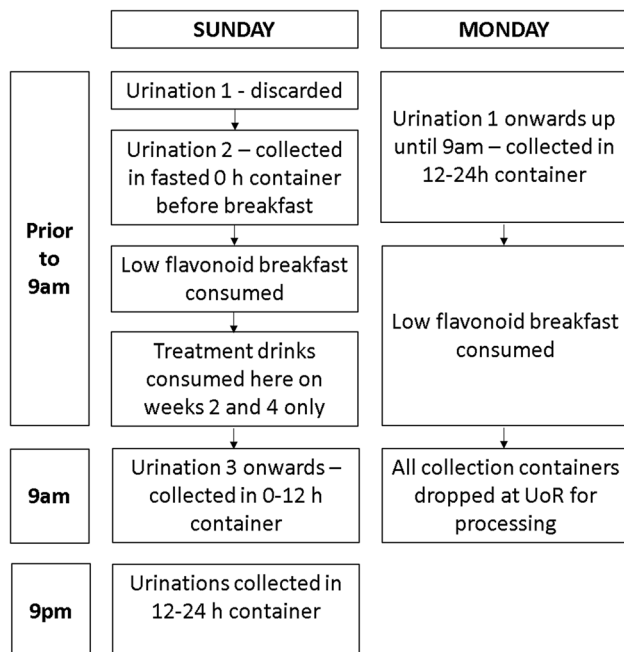 SUNDAY
MONDAY
Prior
to
9am
Urination 1 - discarded
Urination 2 – collected
in fasted 0 h container
before breakfast
Low flavonoid breakfast
consumed
Treatment drinks
consumed here on
weeks 2 and 4 only
Urination 1 onwards up
until 9am – collected in
12-24h container
Low flavonoid breakfast
consumed
9am
Urination 3 onwards –
collected in 0-12 h
container
All collection containers
dropped at UoR for
processing
9pm
Urinations collected in
12-24 h container